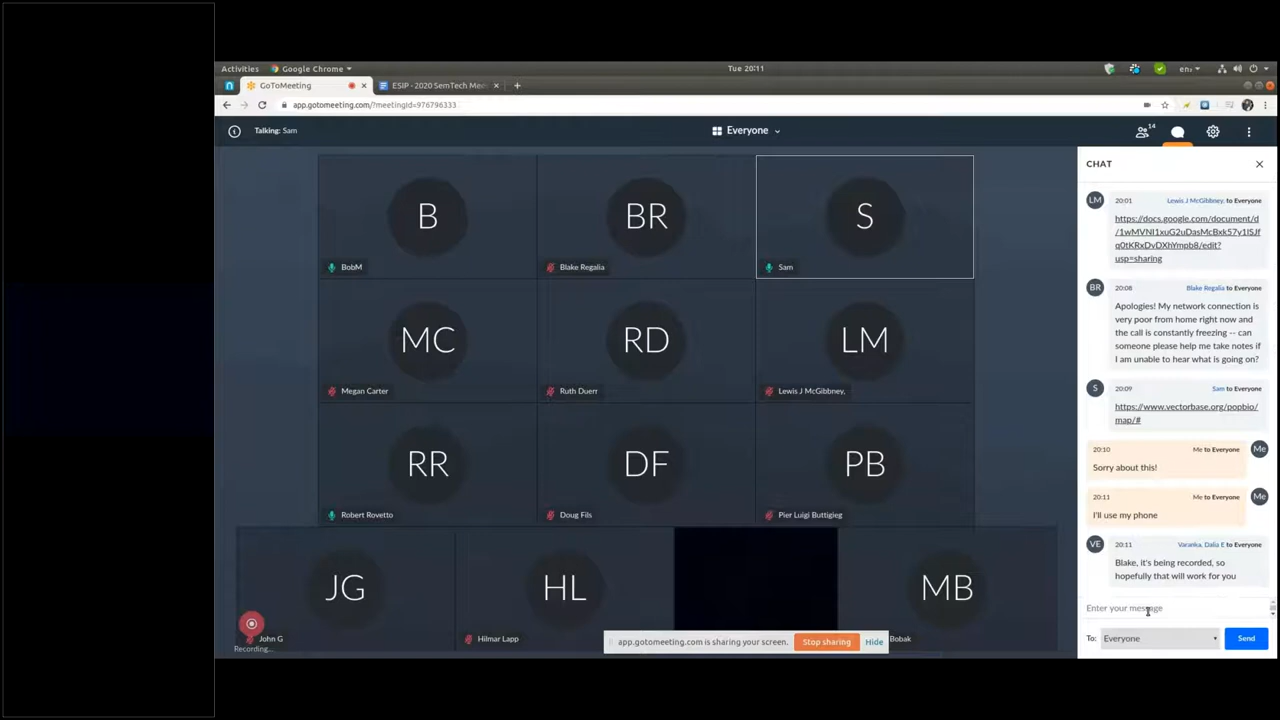 Activities
Google Chrome
Tue 20:11
en₂
GoToMeeting
ESIP - 2020 SemTech Me
app.gotomeeting.com/?meetingId=976796333
Talking: Sam
Everyone
14
CHAT
B
BobM
BR
Blake Regalia
S
Sam
MC
Megan Carter
RD
Ruth Duerr
LM
Lewis J McGibbney,
RR
Robert Rovetto
DF
Doug Fils
PB
Pier Luigi Buttigieg
JG
John G
HL
Hilmar Lapp
MB
Bobak
Recording...
app.gotomeeting.com is sharing your screen.
Stop sharing
Hide
LM
20:01
Lewis J McGibbney, to Everyone
https://docs.google.com/document/d
/1wMVNI1xuG2uDasMcBxk57y1ISJf
q0tKRxDvDXhYmpb8/edit?
usp=sharing
BR
20:08
Blake Regalia to Everyone
Apologies! My network connection is
very poor from home right now and
the call is constantly freezing -- can
someone please help me take notes if
I am unable to hear what is going on?
S
20:09
Sam to Everyone
https://www.vectorbase.org/popbio/
map/#
20:10
Me to Everyone
Me
Sorry about this!
20:11
Me to Everyone
Me
I'll use my phone
VE
20:11
Varanka, Dalia E to Everyone
Blake, it's being recorded, so
hopefully that will work for you
Enter your message
To:
Everyone
Send